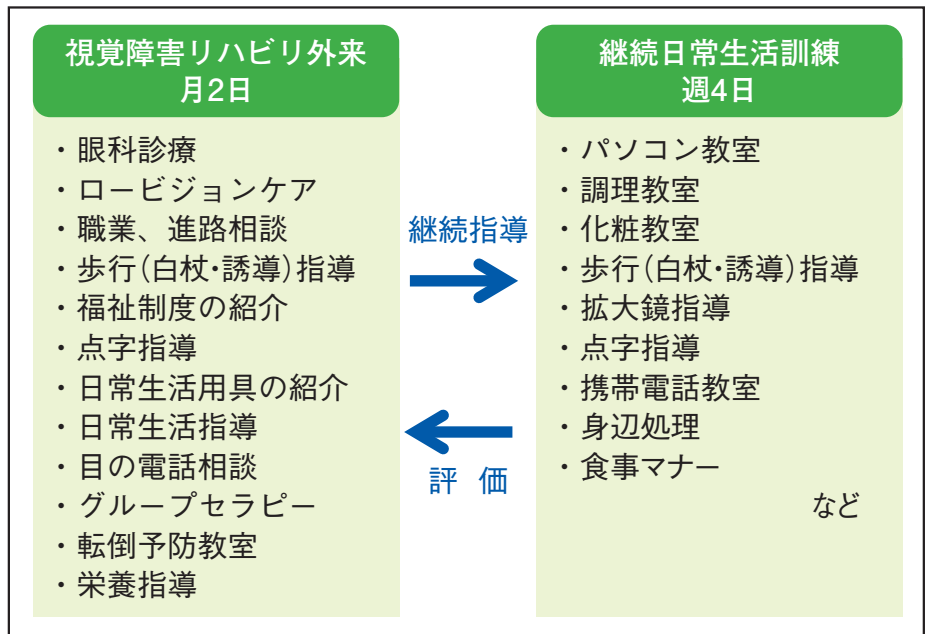 視覚障害リハビリ外来
月2日
・眼科診療
・ロービジョンケア
・職業、進路相談
・歩行(白杖・誘導)指導
・福祉制度の紹介
・点字指導
・日常生活用具の紹介
・日常生活指導
・目の電話相談
・グループセラピー
・転倒予防教室
・栄養指導
継続指導
評 価
継続日常生活訓練
週4日
・パソコン教室
・調理教室
・化粧教室
・歩行(白杖・誘導)指導
・拡大鏡指導
・点字指導
・携帯電話教室
・身辺処理
・食事マナー
など